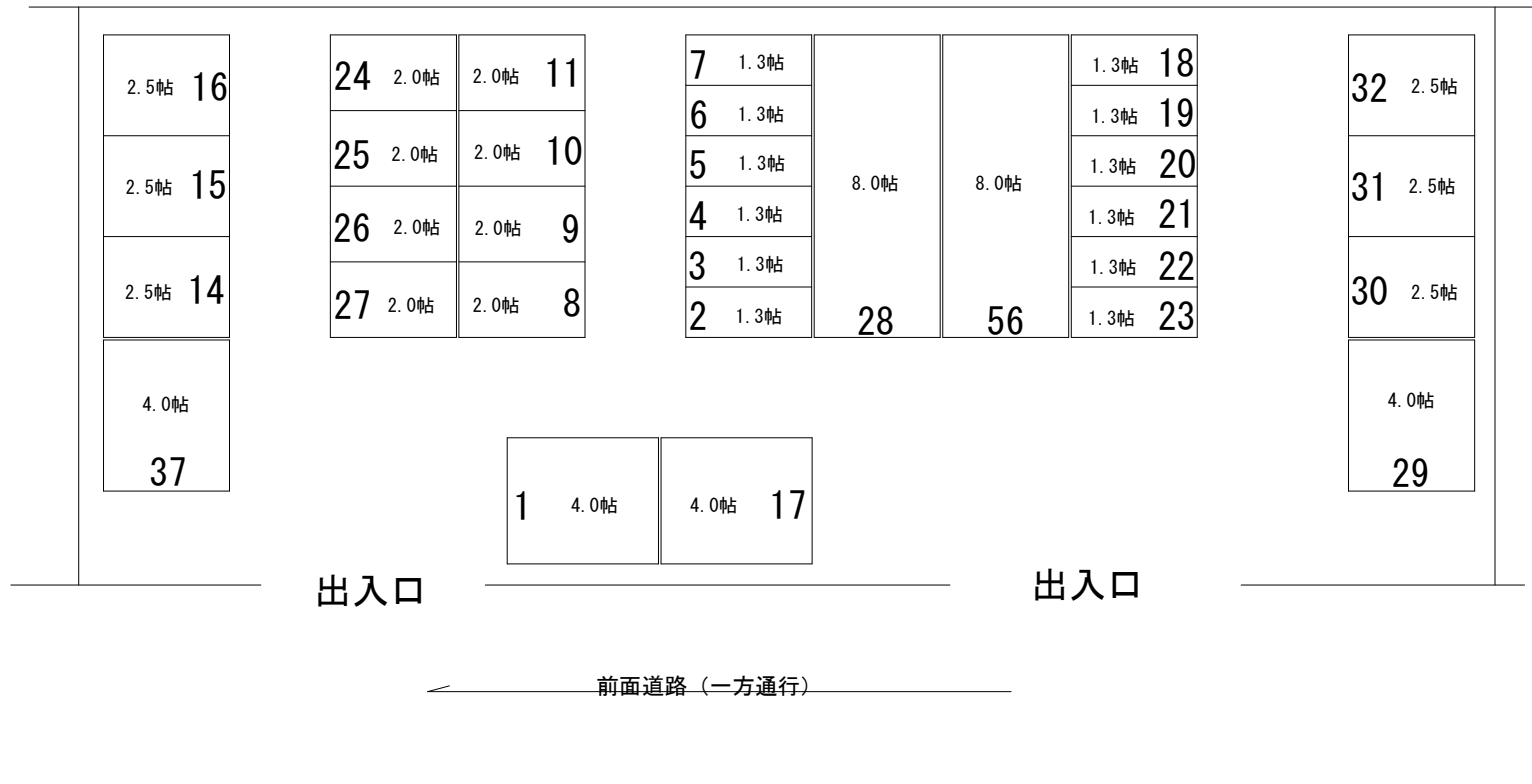 2.5帖 16
2.5帖 15
2.5帖 14
4.0帖
37
24 2.0帖
25 2.0帖
26 2.0帖
27 2.0帖
2.0帖 11
2.0帖 10
2.0帖 9
2.0帖 8
7 1.3帖
6 1.3帖
5 1.3帖
4 1.3帖
3 1.3帖
2 1.3帖
8.0帖
28
8.0帖
56
1.3帖 18
1.3帖 19
1.3帖 20
1.3帖 21
1.3帖 22
1.3帖 23
32 2.5帖
31 2.5帖
30 2.5帖
4.0帖
29
1 4.0帖
4.0帖 17
出入口
出入口
前面道路（一方通行）